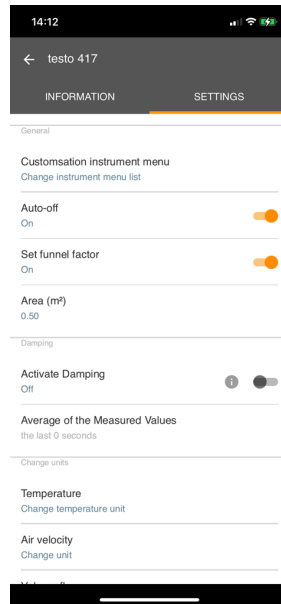 14:12
testo 417
INFORMATION SETTINGS
General
Customsation instrument menu
Change instrument menu list
Auto-off
On
Set funnel factor
On
Area (m²)
0.50
Damping
Activate Damping
Off
Average of the Measured Values
the last 0 seconds
Change units
Temperature
Change temperature unit
Air velocity
Change unit